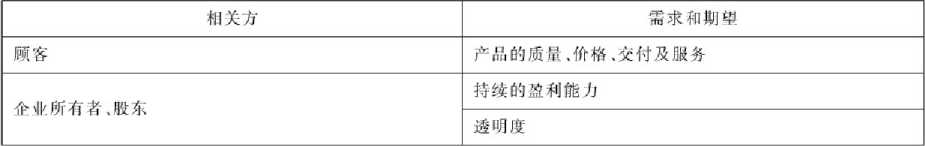 相关方 需求和期望
顾客 产品的质量、价格、交付及服务
企业所有者、股东 持续的盈利能力
透明度